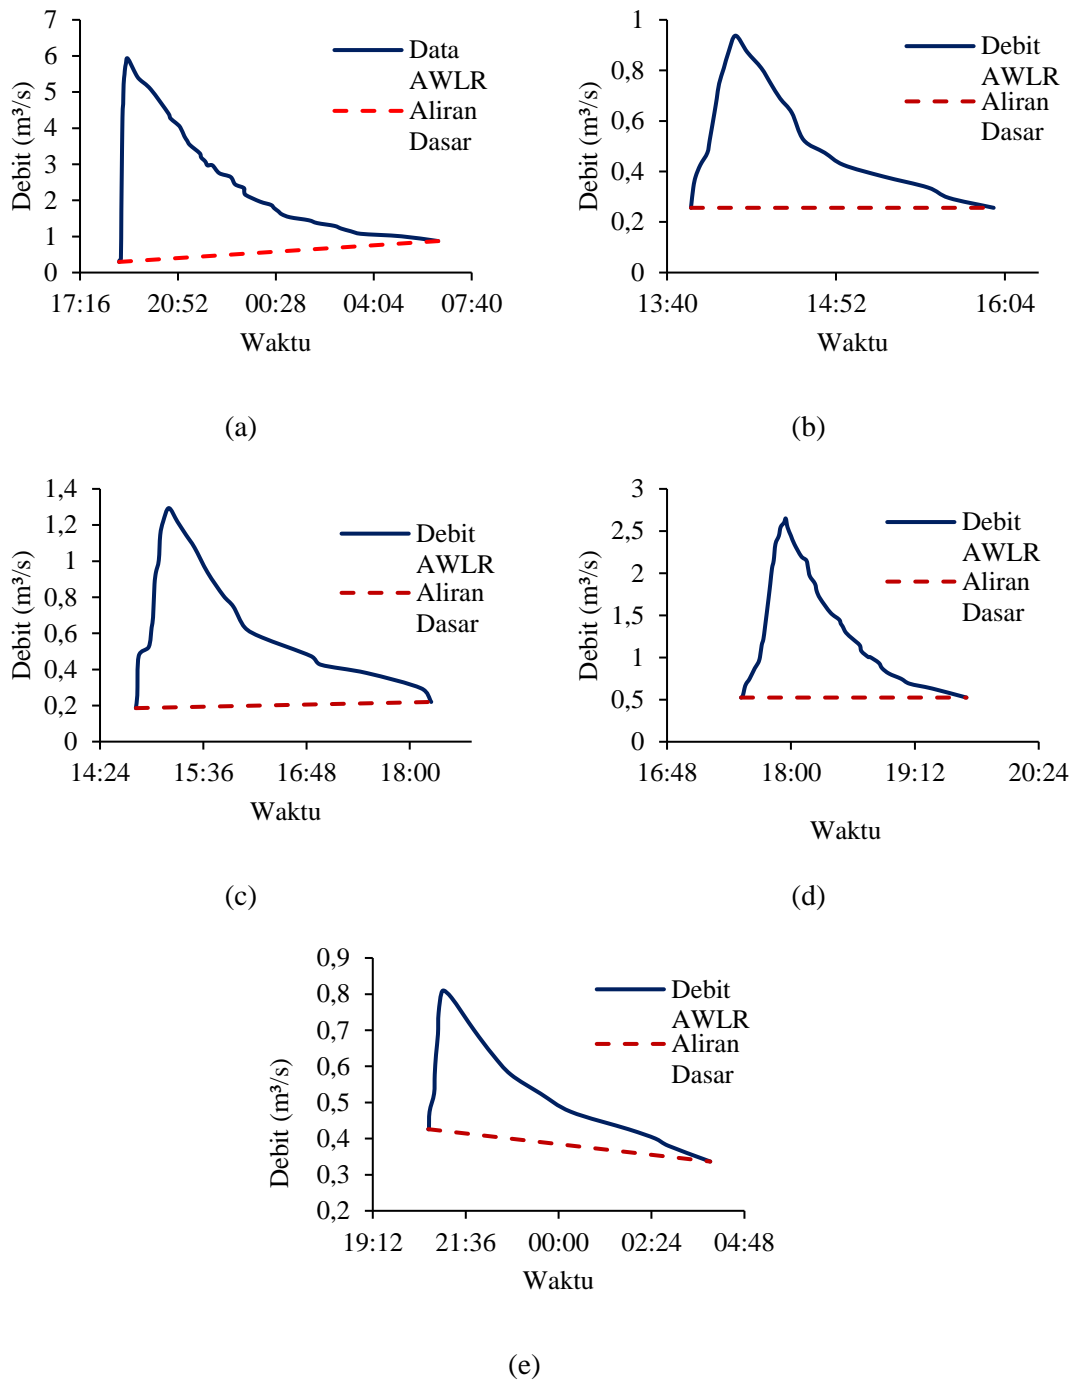 7
6
5
4
3
2
1
0
Debit (m³/s)
17:16 20:52 00:28 04:04 07:40
Waktu
Data
AWLR
Aliran
Dasar
(a)
1
0,8
0,6
0,4
0,2
0
Debit (m³/s)
13:40 14:52 16:04
Waktu
Debit
AWLR
Aliran
Dasar
(b)
1,4
1,2
1
0,8
0,6
0,4
0,2
0
Debit (m³/s)
14:24 15:36 16:48 18:00
Waktu
Debit
AWLR
Aliran
Dasar
(c)
3
2,5
2
1,5
1
0,5
0
Debit (m³/s)
16:48 18:00 19:12 20:24
Waktu
Debit
AWLR
Aliran
Dasar
(d)
0,9
0,8
0,7
0,6
0,5
0,4
0,3
0,2
Debit (m³/s)
19:12 21:36 00:00 02:24 04:48
Waktu
Debit
AWLR
Aliran
Dasar
(e)